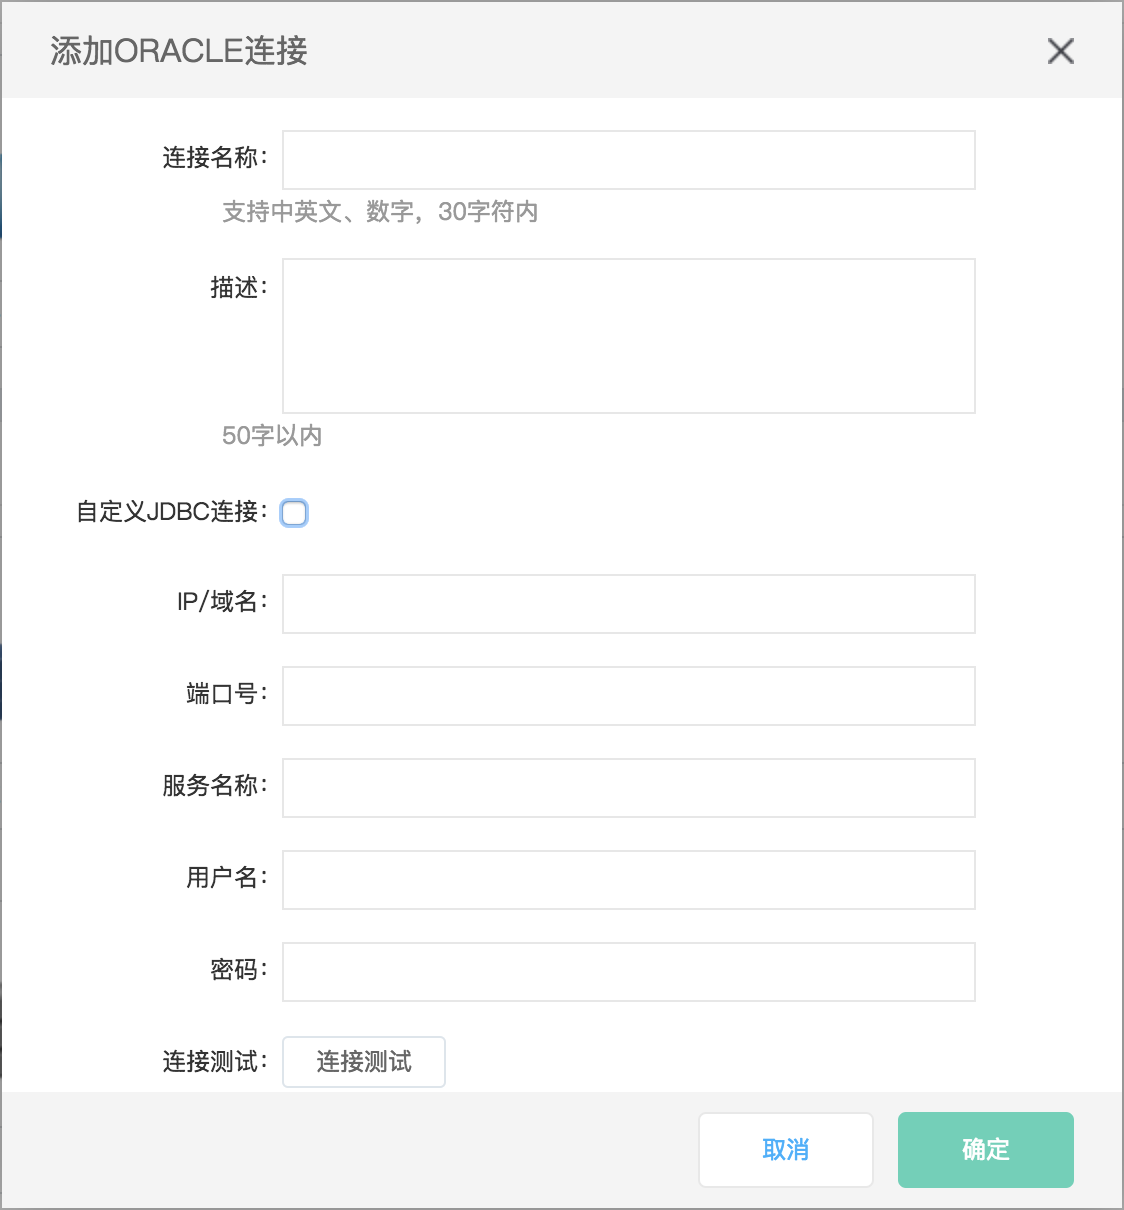 添加ORACLE连接
连接名称：
支持中英文、数字，30字符内
描述：
50字以内
自定义JDBC连接：
IP/域名：
端口号：
服务名称：
用户名：
密码：
连接测试： 连接测试
取消 确定